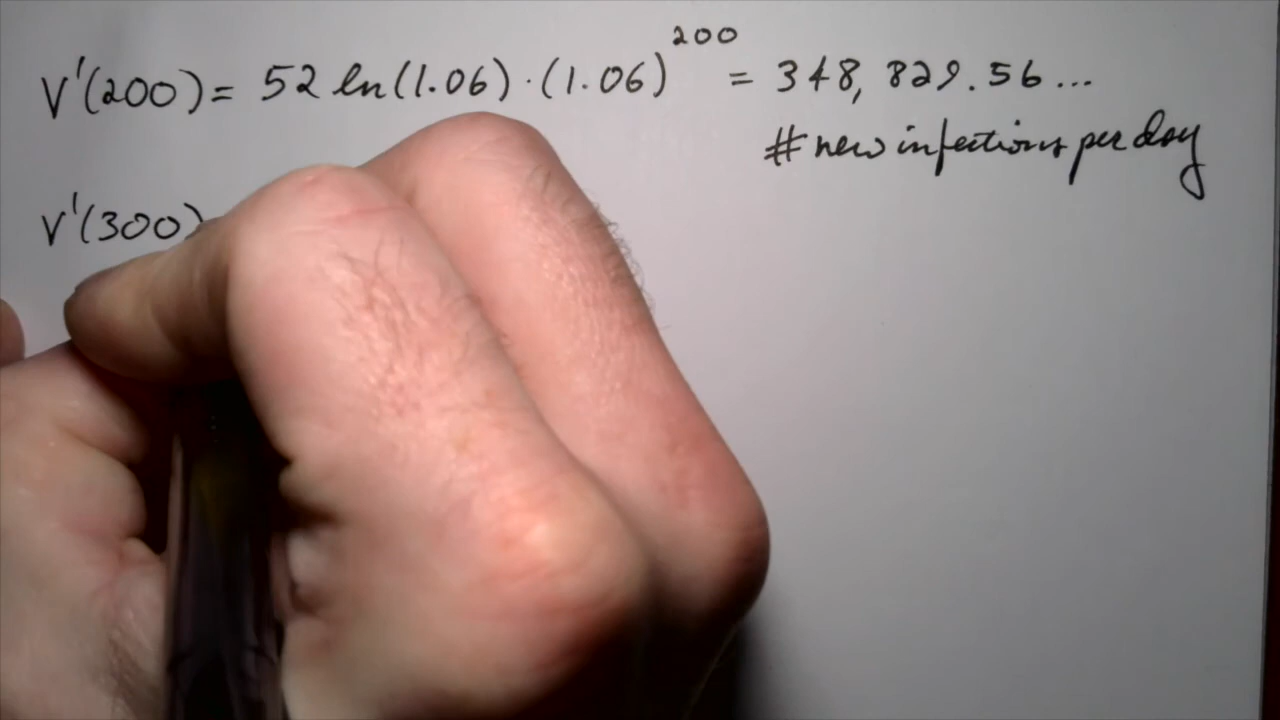 V'(200) = 52 ln(1.06) · (1.06)^200 = 348,829.56...
# new infections per day
V'(300)